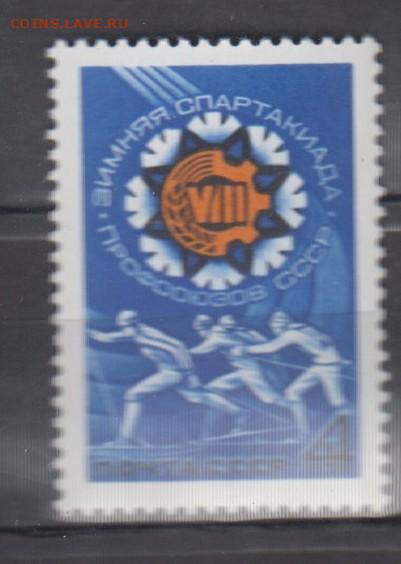 COINS.LAVE.RU
• ЗИМНЯЯ СПАРТАКИАДА •
ПРОФСОЮЗОВ СССР
VIII
ПОЧТА СССР 4